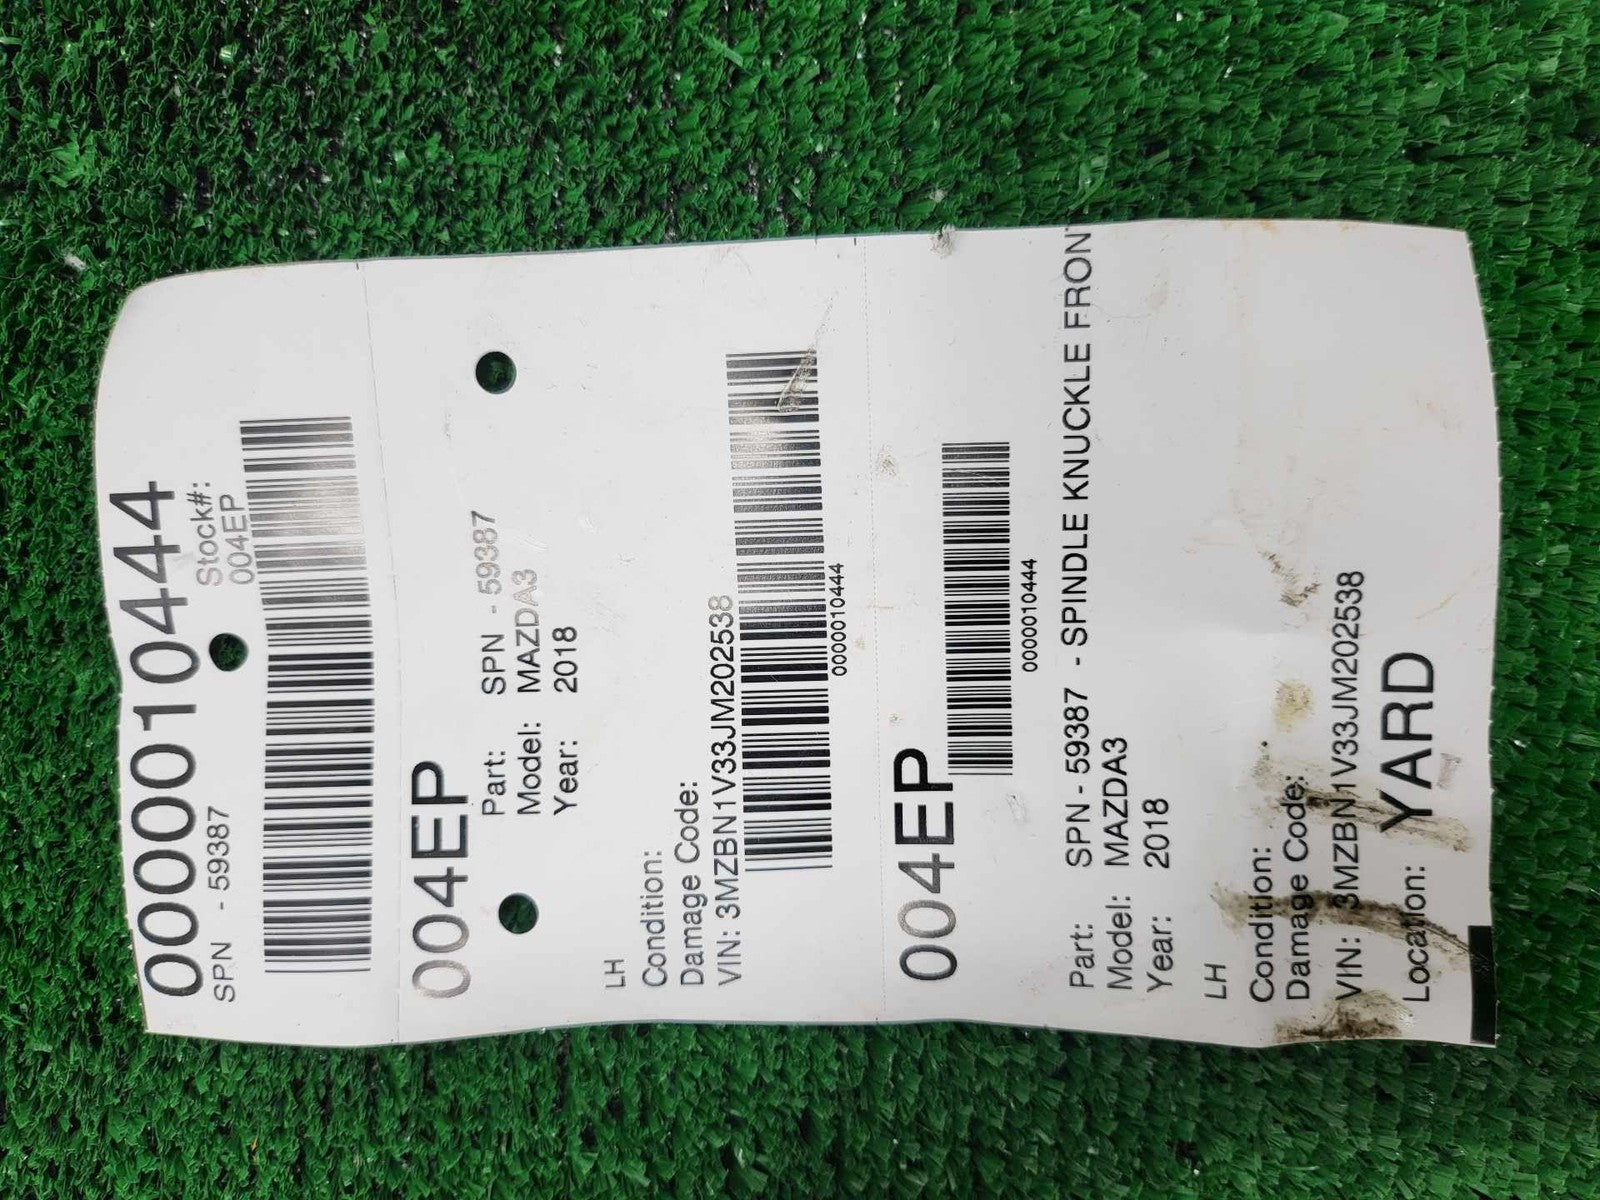 0000010444
Stock#:
SPN - 59387
004EP
004EP
Part: SPN - 59387
Model: MAZDA3
Year: 2018
LH
Condition:
Damage Code:
VIN: 3MZBN1V33JM202538
0000010444
004EP
0000010444
Part: SPN - 59387 - SPINDLE KNUCKLE FRON
Model: MAZDA3
Year: 2018
LH
Condition:
Damage Code:
VIN: 3MZBN1V33JM202538
Location: YARD